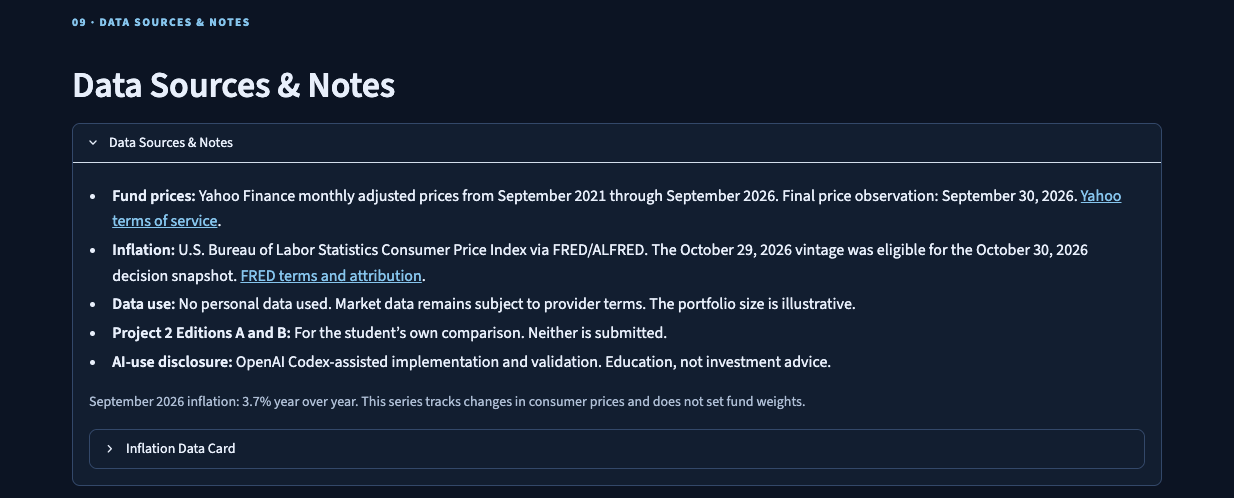 09 · DATA SOURCES & NOTES
Data Sources & Notes
Data Sources & Notes
Fund prices: Yahoo Finance monthly adjusted prices from September 2021 through September 2026. Final price observation: September 30, 2026. Yahoo
terms of service.
Inflation: U.S. Bureau of Labor Statistics Consumer Price Index via FRED/ALFRED. The October 29, 2026 vintage was eligible for the October 30, 2026
decision snapshot. FRED terms and attribution.
Data use: No personal data used. Market data remains subject to provider terms. The portfolio size is illustrative.
Project 2 Editions A and B: For the student’s own comparison. Neither is submitted.
AI-use disclosure: OpenAI Codex-assisted implementation and validation. Education, not investment advice.
September 2026 inflation: 3.7% year over year. This series tracks changes in consumer prices and does not set fund weights.
Inflation Data Card